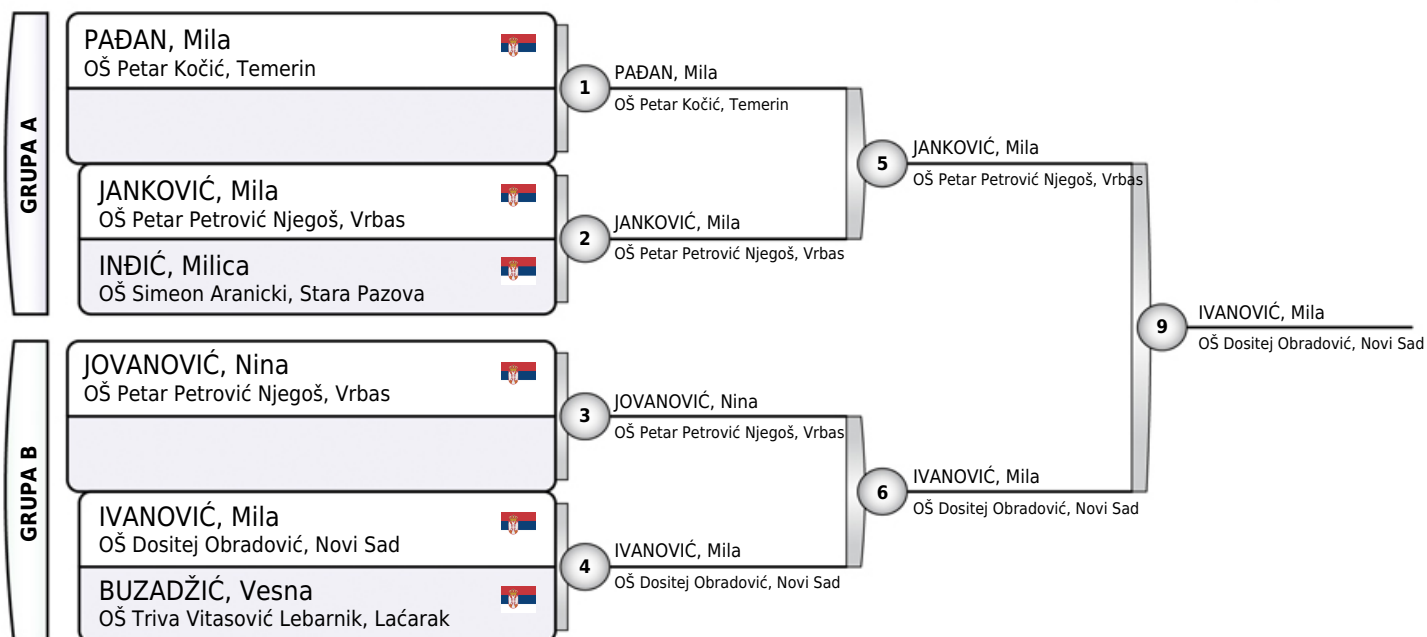 GRUPA A
PAĐAN, Mila
OŠ Petar Kočić, Temerin
JANKOVIĆ, Mila
OŠ Petar Petrović Njegoš, Vrbas
INĐIĆ, Milica
OŠ Simeon Aranicki, Stara Pazova
GRUPA B
JOVANOVIĆ, Nina
OŠ Petar Petrović Njegoš, Vrbas
IVANOVIĆ, Mila
OŠ Dositej Obradović, Novi Sad
BUZADŽIĆ, Vesna
OŠ Triva Vitasović Lebarnik, Laćarak
1
PAĐAN, Mila
OŠ Petar Kočić, Temerin
2
JANKOVIĆ, Mila
OŠ Petar Petrović Njegoš, Vrbas
3
JOVANOVIĆ, Nina
OŠ Petar Petrović Njegoš, Vrbas
4
IVANOVIĆ, Mila
OŠ Dositej Obradović, Novi Sad
5
JANKOVIĆ, Mila
OŠ Petar Petrović Njegoš, Vrbas
6
IVANOVIĆ, Mila
OŠ Dositej Obradović, Novi Sad
9
IVANOVIĆ, Mila
OŠ Dositej Obradović, Novi Sad